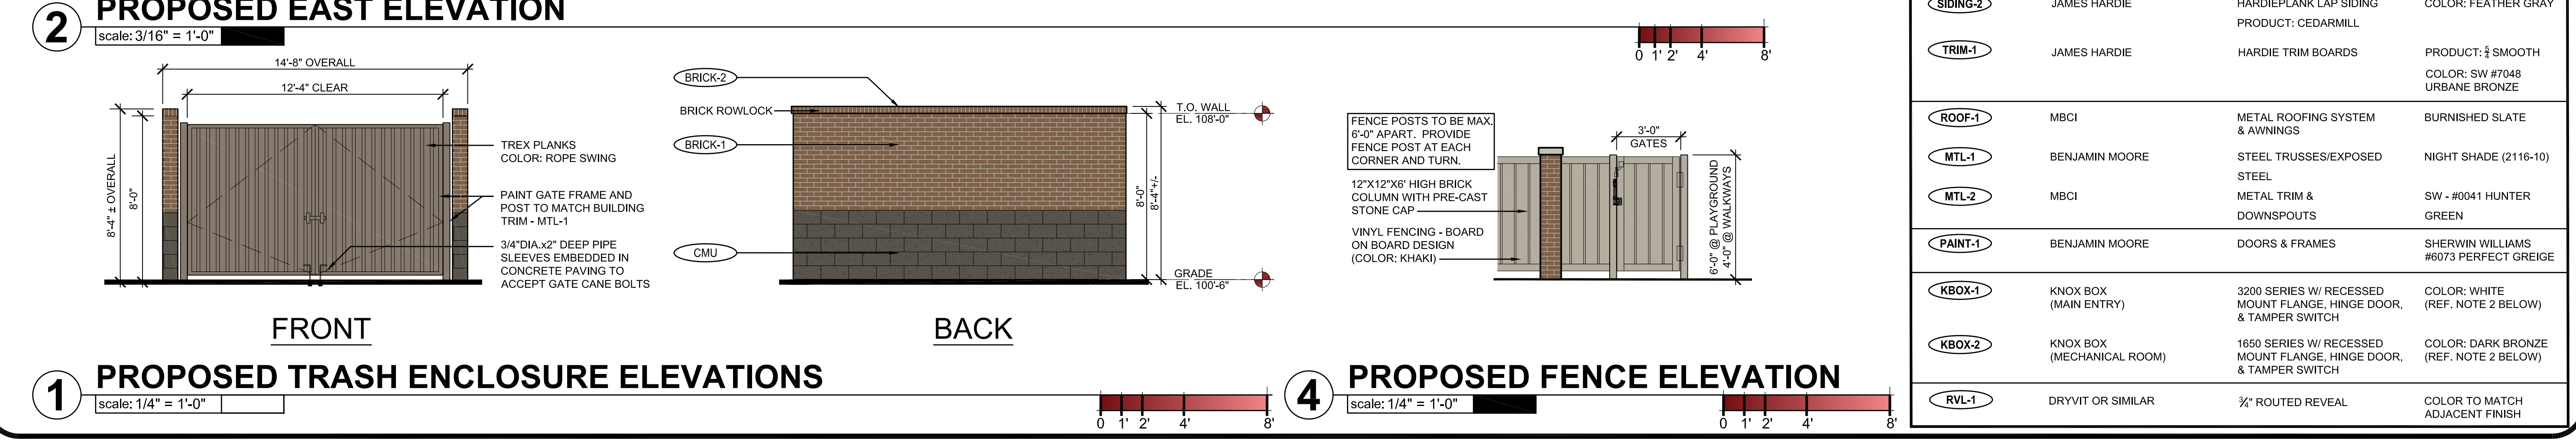 2
PROPOSED EAST ELEVATION
scale: 3/16" = 1'-0"
0 1' 2' 4' 8'
14'-8" OVERALL
12'-4" CLEAR
8'-4" ± OVERALL
8'-0"
TREX PLANKS
COLOR: ROPE SWING
PAINT GATE FRAME AND
POST TO MATCH BUILDING
TRIM - MTL-1
3/4"DIA.x2" DEEP PIPE
SLEEVES EMBEDDED IN
CONCRETE PAVING TO
ACCEPT GATE CANE BOLTS
FRONT
BRICK-2
BRICK ROWLOCK
BRICK-1
CMU
8'-0"
8'-4"+/-
T.O. WALL
EL. 108'-0"
GRADE
EL. 100'-6"
BACK
1
PROPOSED TRASH ENCLOSURE ELEVATIONS
scale: 1/4" = 1'-0"
0 1' 2' 4' 8'
FENCE POSTS TO BE MAX.
6'-0" APART. PROVIDE
FENCE POST AT EACH
CORNER AND TURN.
12"X12"X6' HIGH BRICK
COLUMN WITH PRE-CAST
STONE CAP
VINYL FENCING - BOARD
ON BOARD DESIGN
(COLOR: KHAKI)
3'-0"
GATES
6'-0" @ PLAYGROUND
4'-0" @ WALKWAYS
4
PROPOSED FENCE ELEVATION
scale: 1/4" = 1'-0"
0 1' 2' 4' 8'
SIDING-2 JAMES HARDIE HARDIEPLANK LAP SIDING COLOR: FEATHER GRAY
PRODUCT: CEDARMILL
TRIM-1 JAMES HARDIE HARDIE TRIM BOARDS PRODUCT: 5/4 SMOOTH
COLOR: SW #7048
URBANE BRONZE
ROOF-1 MBCI METAL ROOFING SYSTEM BURNISHED SLATE
& AWNINGS
MTL-1 BENJAMIN MOORE STEEL TRUSSES/EXPOSED NIGHT SHADE (2116-10)
STEEL
MTL-2 MBCI METAL TRIM & SW - #0041 HUNTER
DOWNSPOUTS GREEN
PAINT-1 BENJAMIN MOORE DOORS & FRAMES SHERWIN WILLIAMS
#6073 PERFECT GREIGE
KBOX-1 KNOX BOX 3200 SERIES W/ RECESSED COLOR: WHITE
(MAIN ENTRY) MOUNT FLANGE, HINGE DOOR, (REF. NOTE 2 BELOW)
& TAMPER SWITCH
KBOX-2 KNOX BOX 1650 SERIES W/ RECESSED COLOR: DARK BRONZE
(MECHANICAL ROOM) MOUNT FLANGE, HINGE DOOR, (REF. NOTE 2 BELOW)
& TAMPER SWITCH
RVL-1 DRYVIT OR SIMILAR ¾" ROUTED REVEAL COLOR TO MATCH
ADJACENT FINISH